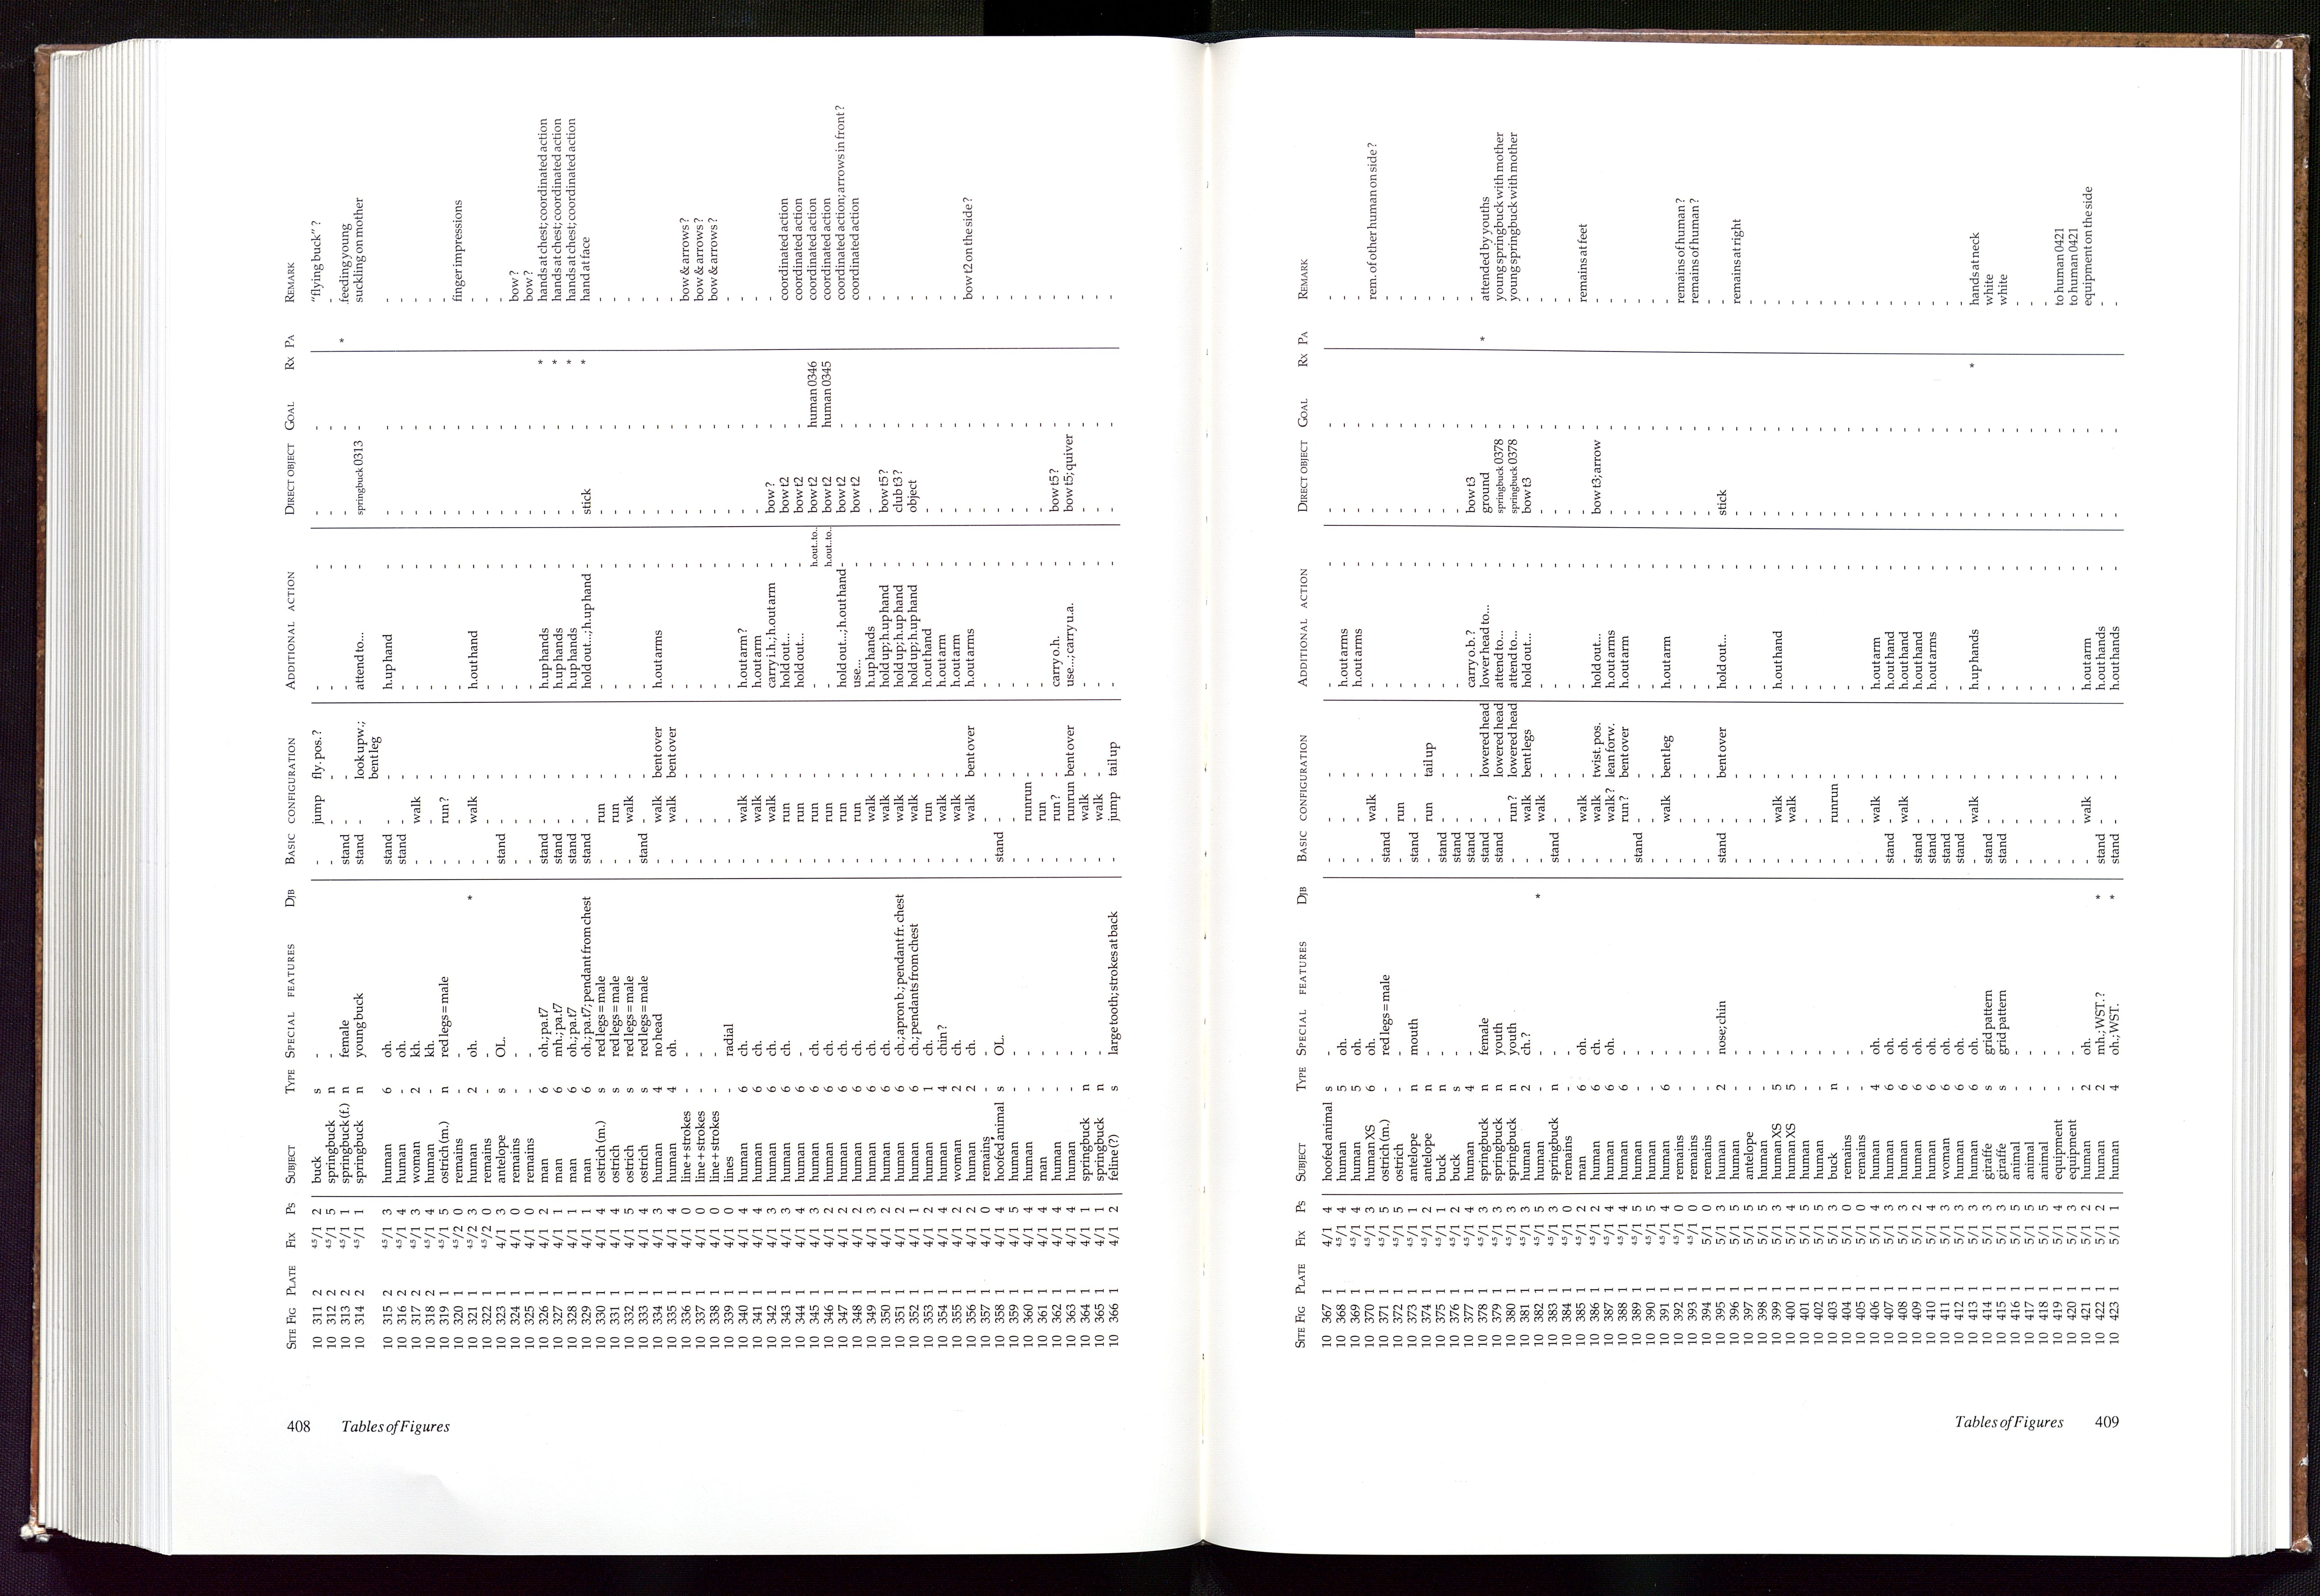 408 Tables of Figures
SITE FIG PLATE FIX PS SUBJECT TYPE SPECIAL FEATURES DJB BASIC CONFIGURATION ADDITIONAL ACTION DIRECT OBJECT GOAL RX PA REMARK
10 311 2 4.5/1 2 buck s - - jump fly. pos. ? - - - - "flying buck" ?
10 312 2 4.5/1 5 springbuck n - - - - - - - - -
10 313 2 4.5/1 1 springbuck (f.) n female stand - - - - - - * feeding young
10 314 2 4.5/1 1 springbuck n young buck stand - look upw.; attend to... - springbuck 0313 - suckling on mother
bent leg
10 315 2 4.5/1 3 human 6 oh. stand - - h. up hand - - - -
10 316 2 4.5/1 4 human - oh. stand - - - - - - -
10 317 2 4.5/1 3 woman 2 kh. - walk - - - - - -
10 318 2 4.5/1 4 human - kh. - - - - - - - -
10 319 1 4.5/1 5 ostrich (m.) n red legs = male - run ? - - - - - -
10 320 1 4.5/2 0 remains - - - - - - - - - finger impressions
10 321 1 4.5/2 3 human 2 oh. * - walk - h. out hand - - - -
10 322 1 4.5/2 0 remains - - - - - - - - - -
10 323 1 4/1 3 antelope s OL. stand - - - - - - -
10 324 1 4/1 0 remains - - - - - - - - - bow ?
10 325 1 4/1 0 remains - - - - - - - - - bow ?
10 326 1 4/1 2 man 6 oh.; pa. t7 stand - - h. up hands - - - * hands at chest; coordinated action
10 327 1 4/1 1 man 6 mh.; pa. t7 stand - - h. up hands - - - * hands at chest; coordinated action
10 328 1 4/1 1 man 6 oh.; pa. t7 stand - - h. up hands - - - * hands at chest; coordinated action
10 329 1 4/1 1 man 6 oh.; pa. t7; pendant from chest stand - - hold out...; h. up hand - stick - * hand at face
10 330 1 4/1 4 ostrich (m.) s red legs = male - run - - - - - -
10 331 1 4/1 4 ostrich s red legs = male - run - - - - - -
10 332 1 4/1 5 ostrich s red legs = male - walk - - - - - -
10 333 1 4/1 4 ostrich s red legs = male stand - - - - - - -
10 334 1 4/1 3 human 4 no head - walk bent over h. out arms - - - -
10 335 1 4/1 4 human 4 oh. - walk bent over - - - - -
10 336 1 4/1 0 line + strokes - - - - - - - - - bow & arrows ?
10 337 1 4/1 0 line + strokes - - - - - - - - - bow & arrows ?
10 338 1 4/1 0 line + strokes - - - - - - - - - bow & arrows ?
10 339 1 4/1 0 lines - radial - - - - - - - -
10 340 1 4/1 4 human 6 ch. - walk - h. out arm ? - - - -
10 341 1 4/1 4 human 6 ch. - walk - h. out arm - - - -
10 342 1 4/1 3 human 6 ch. - walk - carry i.h.; h. out arm - bow ? - -
10 343 1 4/1 3 human 6 ch. - run - hold out... - bow t2 - coordinated action
10 344 1 4/1 4 human 6 - - run - hold out... - bow t2 - coordinated action
10 345 1 4/1 3 human 6 ch. - run - - h. out..to.. bow t2 human 0346 coordinated action
10 346 1 4/1 2 human 6 ch. - run - - h. out..to.. bow t2 human 0345 coordinated action
10 347 1 4/1 2 human 6 ch. - run - hold out...; h. out hand - bow t2 - coordinated action; arrows in front ?
10 348 1 4/1 2 human 6 ch. - run - use... - bow t2 - coordinated action
10 349 1 4/1 3 human 6 ch. - walk - h. up hands - - - -
10 350 1 4/1 2 human 6 ch. - walk - hold up; h. up hand - bow t5 ? - -
10 351 1 4/1 2 human 6 ch.; apron b.; pendant fr. chest - walk - hold up; h. up hand - club t3 ? - -
10 352 1 4/1 1 human 6 ch.; pendants from chest - walk - hold up; h. up hand - object - -
10 353 1 4/1 2 human 1 ch. - run - h. out hand - - - -
10 354 1 4/1 4 human 4 chin ? - walk - h. out arm - - - -
10 355 1 4/1 2 woman 2 ch. - walk - h. out arm - - - -
10 356 1 4/1 2 human 2 ch. - walk bent over h. out arms - - - bow t2 on the side ?
10 357 1 4/1 0 remains - - - - - - - - - -
10 358 1 4/1 4 hoofed animal s OL. stand - - - - - - -
10 359 1 4/1 5 human - - - - - - - - - -
10 360 1 4/1 4 human - - - runrun - - - - - -
10 361 1 4/1 4 man - - - run - - - - - -
10 362 1 4/1 4 human - - - run ? - carry o.h. - bow t5 ? - -
10 363 1 4/1 4 human - - - runrun bent over use...; carry u.a. - bow t5; quiver - -
10 364 1 4/1 1 springbuck n - - walk - - - - - -
10 365 1 4/1 1 springbuck n - - walk - - - - - -
10 366 1 4/1 2 feline (?) s large tooth; strokes at back - jump tail up - - - - -
SITE FIG PLATE FIX PS SUBJECT TYPE SPECIAL FEATURES DJB BASIC CONFIGURATION ADDITIONAL ACTION DIRECT OBJECT GOAL RX PA REMARK
10 367 1 4/1 4 hoofed animal s - - - - - - - - -
10 368 1 4.5/1 4 human 5 oh. - - - h. out arms - - - -
10 369 1 4.5/1 4 human 5 oh. - - - h. out arms - - - -
10 370 1 4.5/1 3 human XS 6 oh. - walk - - - - - rem. of other human on side ?
10 371 1 4.5/1 5 ostrich (m.) - red legs = male stand - - - - - - -
10 372 1 4.5/1 5 ostrich - - - run - - - - - -
10 373 1 4.5/1 1 antelope n mouth stand - - - - - - -
10 374 1 4.5/1 2 antelope n - - run tail up - - - - -
10 375 1 4.5/1 1 buck n - stand - - - - - - -
10 376 1 4.5/1 2 buck s - stand - - - - - - -
10 377 1 4.5/1 4 human 4 - stand - - carry o.b. ? - bow t3 - -
10 378 1 4.5/1 3 springbuck n female stand - lowered head lower head to... - ground - * attended by youths
10 379 1 4.5/1 3 springbuck n youth stand - lowered head attend to... - springbuck 0378 - young springbuck with mother
10 380 1 4.5/1 3 springbuck n youth - run ? lowered head attend to... - springbuck 0378 - young springbuck with mother
10 381 1 4.5/1 3 human 2 ch. ? - walk bent legs hold out... - bow t3 - -
10 382 1 4.5/1 5 human - - * - walk - - - - - -
10 383 1 4.5/1 3 springbuck n - stand - - - - - - -
10 384 1 4.5/1 0 remains - - - - - - - - - -
10 385 1 4.5/1 2 man 6 oh. - walk - - - - - remains at feet
10 386 1 4.5/1 2 human 6 ch. - walk twist. pos. hold out... - bow t3; arrow - -
10 387 1 4.5/1 4 human 6 oh. - walk ? lean forw. h. out arms - - - -
10 388 1 4.5/1 4 human 6 - - run ? bent over h. out arms - - - -
10 389 1 4.5/1 5 human - - stand - - - - - - -
10 390 1 4.5/1 5 human - - - - - - - - - -
10 391 1 4.5/1 4 human 6 - - walk bent leg h. out arm - - - -
10 392 1 4.5/1 0 remains - - - - - - - - - remains of human ?
10 393 1 4.5/1 0 remains - - - - - - - - - remains of human ?
10 394 1 5/1 0 remains - - - - - - - - - -
10 395 1 5/1 3 human 2 nose; chin stand - bent over hold out... - stick - -
10 396 1 5/1 5 human - - - - - - - - - remains at right
10 397 1 5/1 5 antelope - - - - - - - - - -
10 398 1 5/1 5 human - - - - - - - - - -
10 399 1 5/1 3 human XS 5 - - walk - h. out hand - - - -
10 400 1 5/1 4 human XS 5 - - walk - - - - - -
10 401 1 5/1 5 human - - - - - - - - - -
10 402 1 5/1 5 human - - - - - - - - - -
10 403 1 5/1 3 buck n - - runrun - - - - - -
10 404 1 5/1 0 remains - - - - - - - - - -
10 405 1 5/1 0 remains - - - - - - - - - -
10 406 1 5/1 4 human 4 oh. - walk - h. out arm - - - -
10 407 1 5/1 3 human 6 oh. stand - - h. out hand - - - -
10 408 1 5/1 3 human 6 oh. - walk - h. out hand - - - -
10 409 1 5/1 2 human 6 oh. stand - - h. out hand - - - -
10 410 1 5/1 4 human 6 oh. stand - - h. out arms - - - -
10 411 1 5/1 3 woman 6 oh. stand - - - - - - -
10 412 1 5/1 3 human 6 oh. stand - - - - - - -
10 413 1 5/1 3 human 6 oh. - walk - h. up hands - - - * hands at neck
10 414 1 5/1 3 giraffe s grid pattern stand - - - - - - white
10 415 1 5/1 3 giraffe s grid pattern stand - - - - - - white
10 416 1 5/1 5 animal - - - - - - - - - -
10 417 1 5/1 5 animal - - - - - - - - - -
10 418 1 5/1 5 animal - - - - - - - - - -
10 419 1 5/1 4 equipment - - - - - - - - - to human 0421
10 420 1 5/1 3 equipment - - - - - - - - - to human 0421
10 421 1 5/1 2 human 2 oh. - walk - h. out arm - - - equipment on the side
10 422 1 5/1 2 human 2 mh.; WST. ? * stand - - h. out hands - - - -
10 423 1 5/1 1 human 4 oh.; WST. * stand - - h. out hands - - - -
Tables of Figures 409